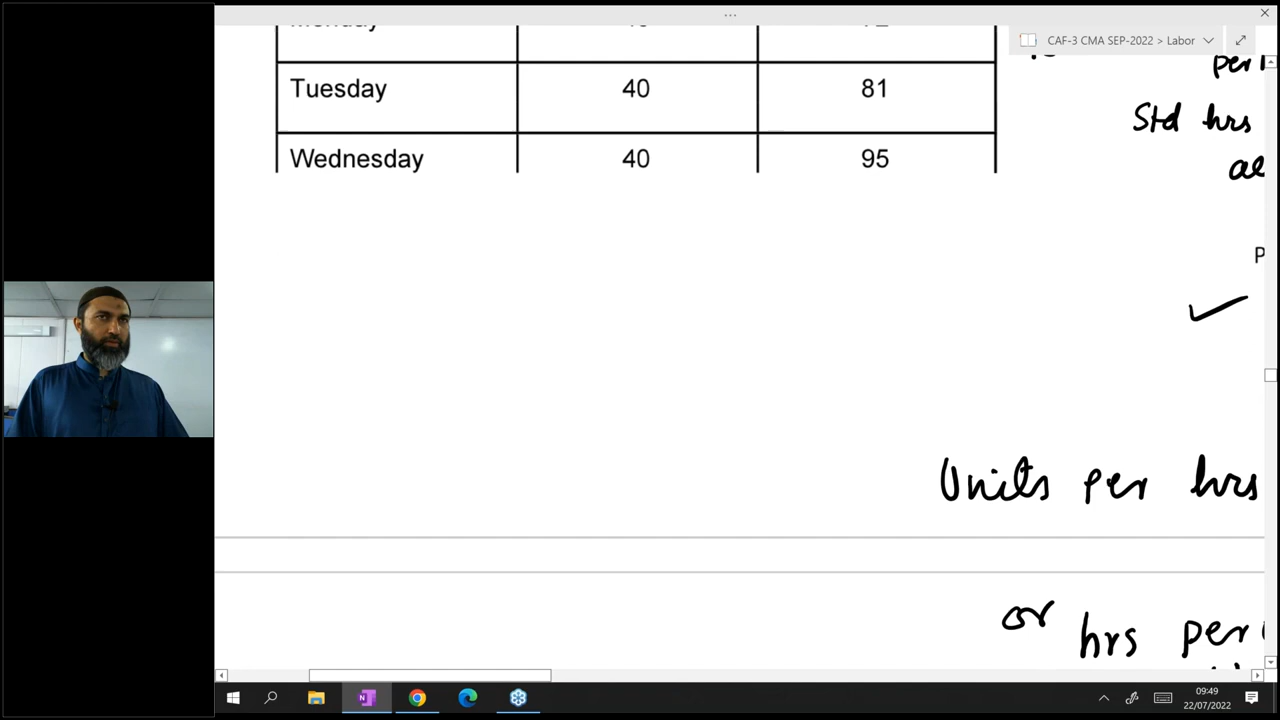 CAF-3 CMA SEP-2022 > Labor
Tuesday 40 81
Wednesday 40 95
Std hrs
Units per hrs
or hrs per
09:49
22/07/2022